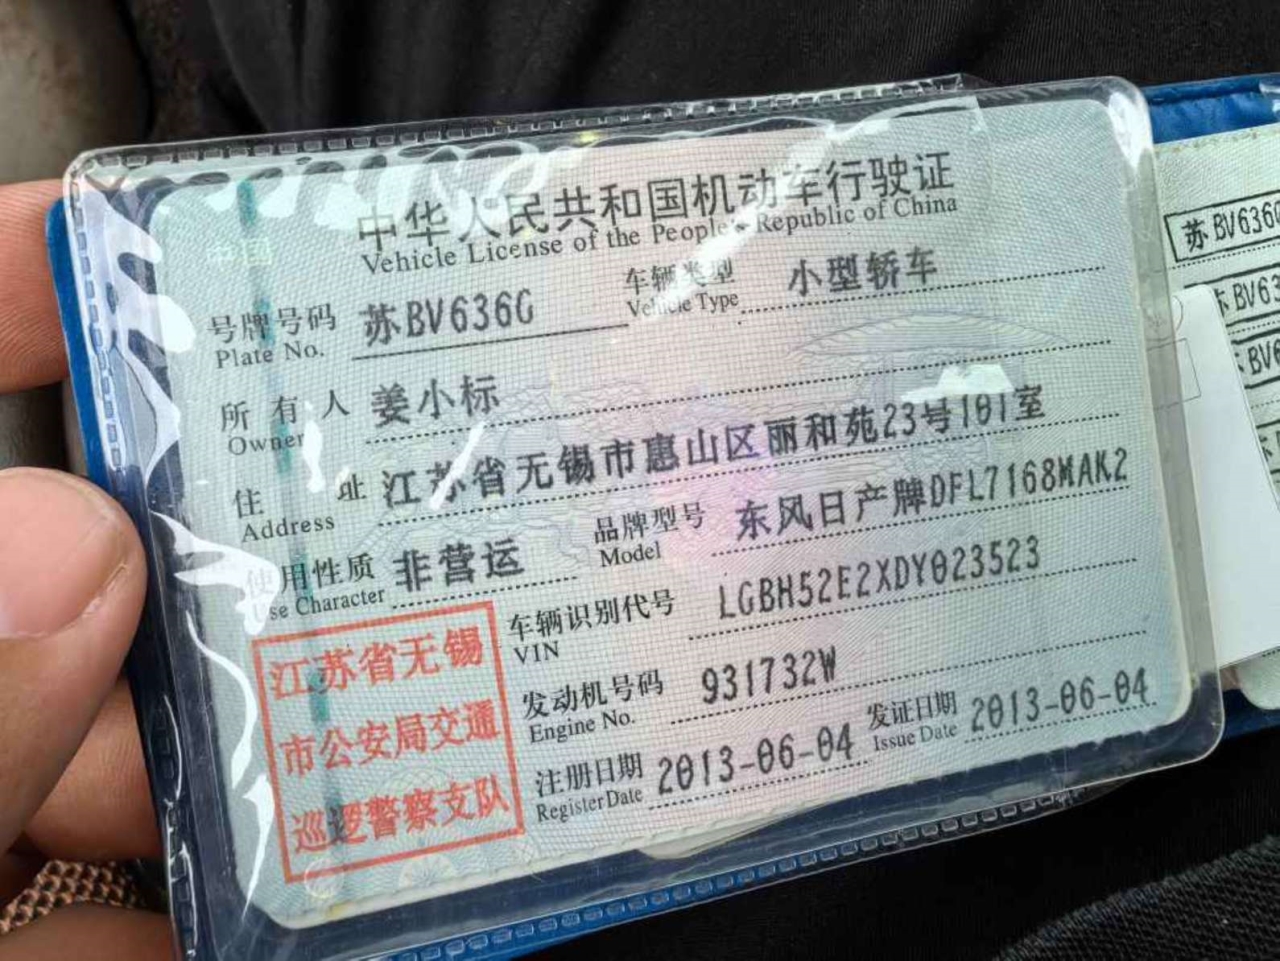 中华人民共和国机动车行驶证
Vehicle License of the People's Republic of China
号牌号码 苏BV636G 车辆类型 小型轿车
Plate No. Vehicle Type
所有人 姜小标
Owner
住址 江苏省无锡市惠山区丽和苑23号101室
Address
使用性质 非营运 品牌型号 东风日产牌DFL7168MAK2
Use Character Model
车辆识别代号 LGBH52E2XDY023523
VIN
发动机号码 931732W
Engine No.
注册日期 2013-06-04 发证日期 2013-06-04
Register Date Issue Date
江苏省无锡
市公安局交通
巡逻警察支队
苏BV636G
BV63
BV6